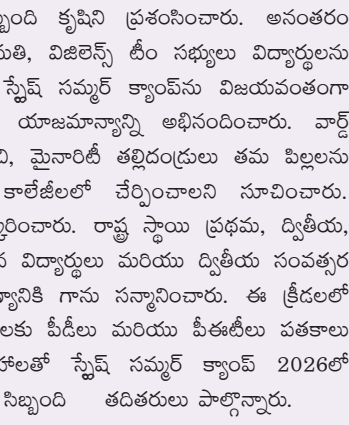 బ్బంది కృషిని ప్రశంసించారు. అనంతరం
మతి, విజిలెన్స్ టీం సభ్యులు విద్యార్థులను
స్ప్లేష్ సమ్మర్ క్యాంప్‌ను విజయవంతంగా
యాజమాన్యాన్ని అభినందించారు. వార్డ్
వి, మైనారిటీ తల్లిదండ్రులు తమ పిల్లలను
కాలేజీలలో చేర్పించాలని సూచించారు.
రించారు. రాష్ట్ర స్థాయి ప్రథమ, ద్వితీయ,
న విద్యార్థులు మరియు ద్వితీయ సంవత్సర
్యానికి గాను సన్మానించారు. ఈ క్రీడలలో
లకు పీడీలు మరియు పీఈటీలు పతకాలు
హాలతో స్ప్లేష్ సమ్మర్ క్యాంప్ 2026లో
సిబ్బంది తదితరులు పాల్గొన్నారు.